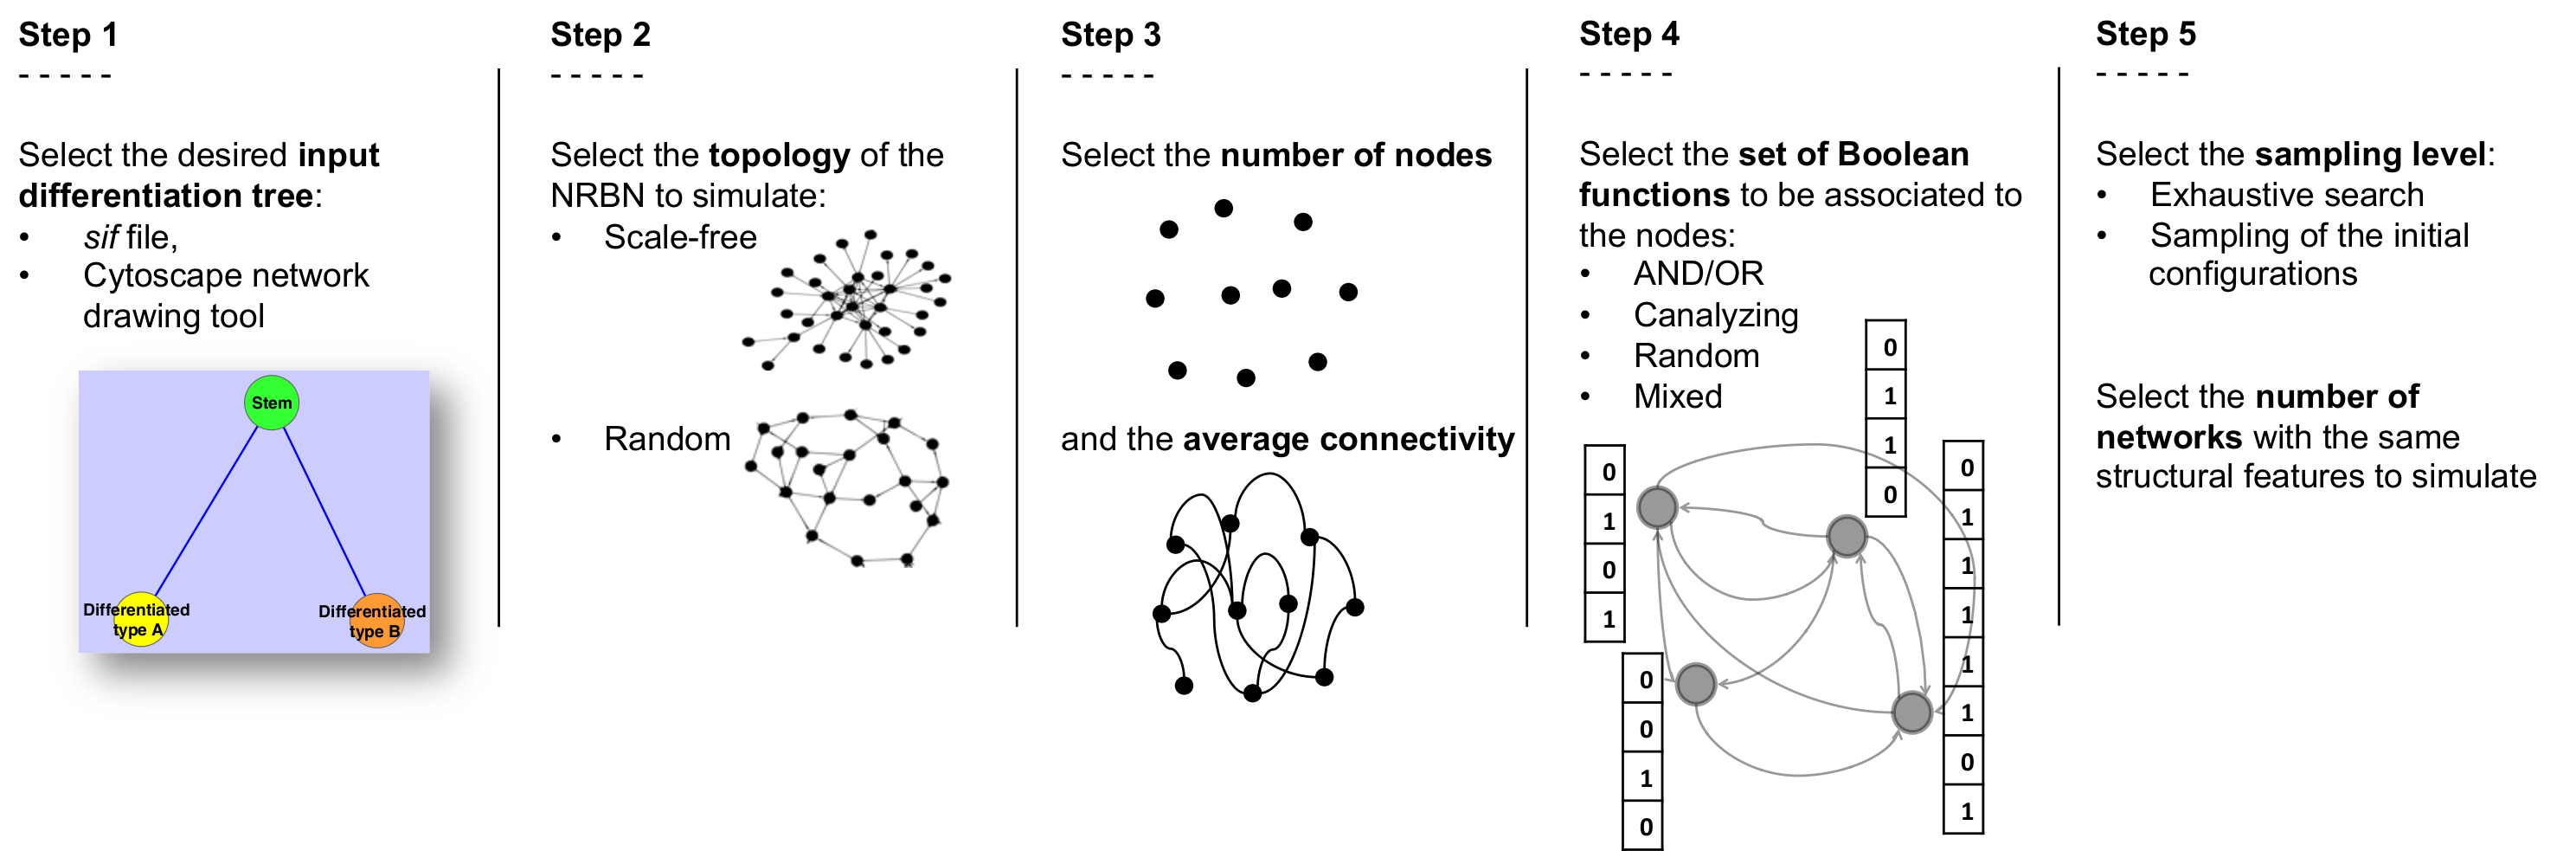 Step 1
- - - - -
Select the desired input
differentiation tree:
• sif file,
• Cytoscape network
drawing tool
Stem
Differentiated
type A
Differentiated
type B
Step 2
- - - - -
Select the topology of the
NRBN to simulate:
• Scale-free
• Random
Step 3
- - - - -
Select the number of nodes
and the average connectivity
Step 4
- - - - -
Select the set of Boolean
functions to be associated to
the nodes:
• AND/OR
• Canalyzing
• Random
• Mixed
0
1
1
0
0
1
0
1
0
1
1
1
1
1
0
1
0
0
1
0
Step 5
- - - - -
Select the sampling level:
• Exhaustive search
• Sampling of the initial
configurations
Select the number of
networks with the same
structural features to simulate